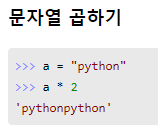 문자열 곱하기
>>> a = "python"
>>> a * 2
'pythonpython'